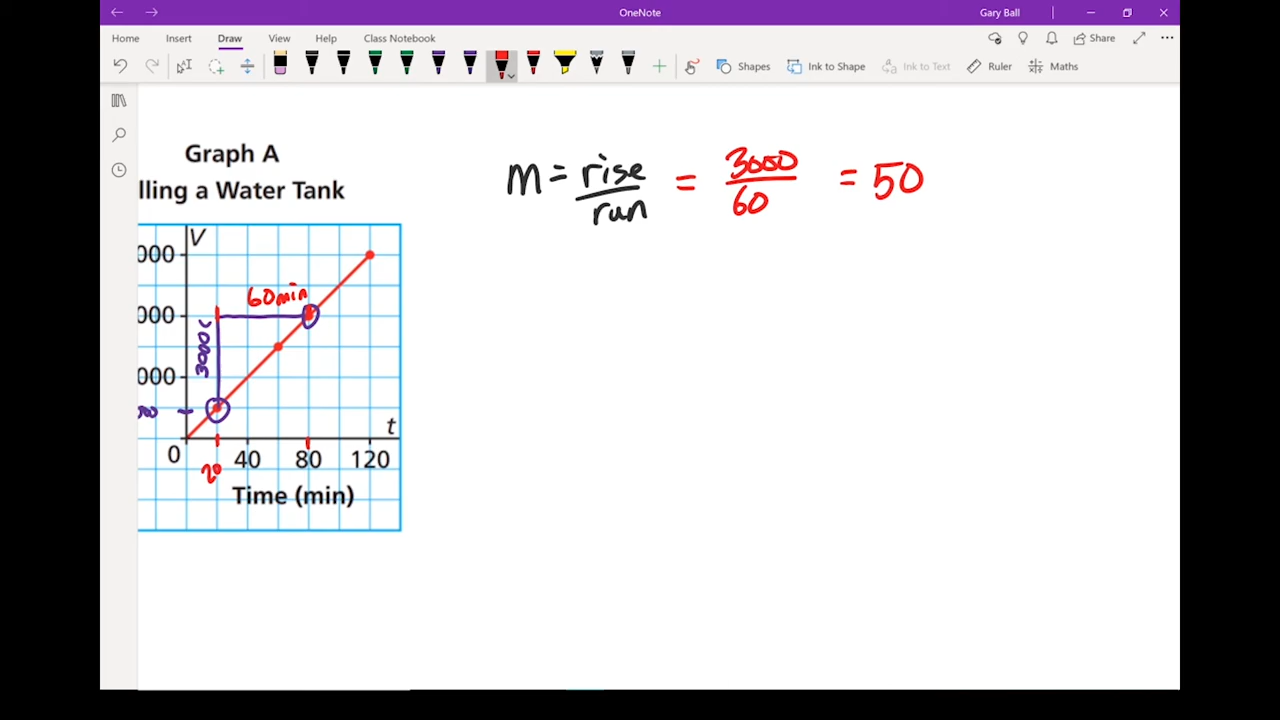 OneNote
Gary Ball
Home Insert Draw View Help Class Notebook
Share
Shapes Ink to Shape Ink to Text Ruler Maths
Graph A
lling a Water Tank
m = rise/run = 3000/60 = 50
V
000
60min
000
3000
000
t
0 40 80 120
20
Time (min)